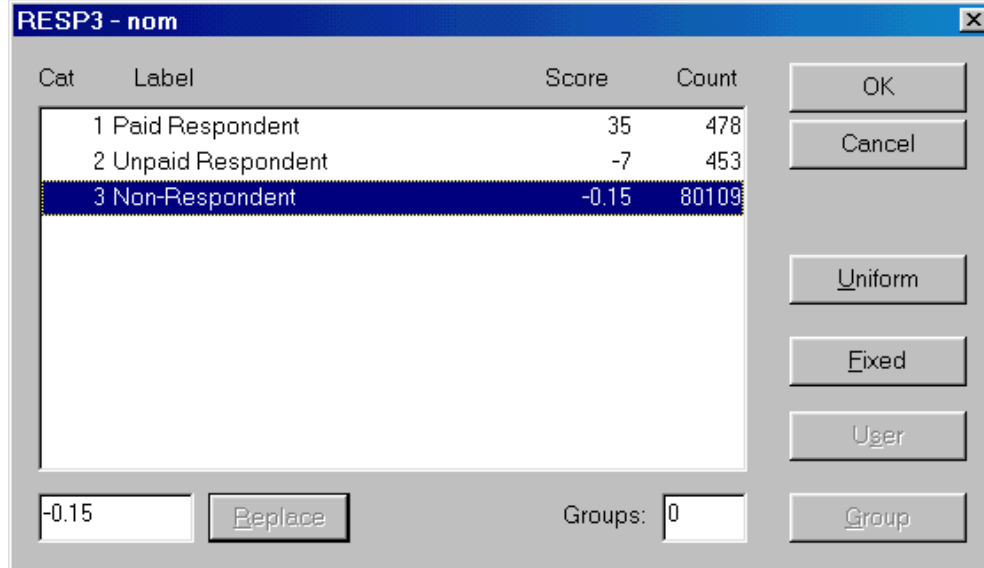 RESP3 - nom
Cat Label Score Count
1 Paid Respondent 35 478
2 Unpaid Respondent -7 453
3 Non-Respondent -0.15 80109
OK
Cancel
Uniform
Fixed
User
-0.15 Replace Groups: 0 Group